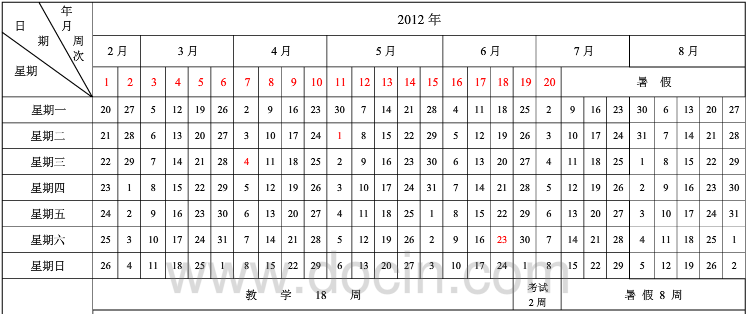 年
日 月
期 周
次
星期
2012 年
2 月 3 月 4 月 5 月 6 月 7 月 8 月
1 2 3 4 5 6 7 8 9 10 11 12 13 14 15 16 17 18 19 20 暑 假
星期一 20 27 5 12 19 26 2 9 16 23 30 7 14 21 28 4 11 18 25 2 9 16 23 30 6 13 20 27
星期二 21 28 6 13 20 27 3 10 17 24 1 8 15 22 29 5 12 19 26 3 10 17 24 31 7 14 21 28
星期三 22 29 7 14 21 28 4 11 18 25 2 9 16 23 30 6 13 20 27 4 11 18 25 1 8 15 22 29
星期四 23 1 8 15 22 29 5 12 19 26 3 10 17 24 31 7 14 21 28 5 12 19 26 2 9 16 23 30
星期五 24 2 9 16 23 30 6 13 20 27 4 11 18 25 1 8 15 22 29 6 13 20 27 3 10 17 24 31
星期六 25 3 10 17 24 31 7 14 21 28 5 12 19 26 2 9 16 23 30 7 14 21 28 4 11 18 25 1
星期日 26 4 11 18 25 1 8 15 22 29 6 13 20 27 3 10 17 24 1 8 15 22 29 5 12 19 26 2
www.docin.com
教 学 18 周 考试 暑 假 8 周
2 周